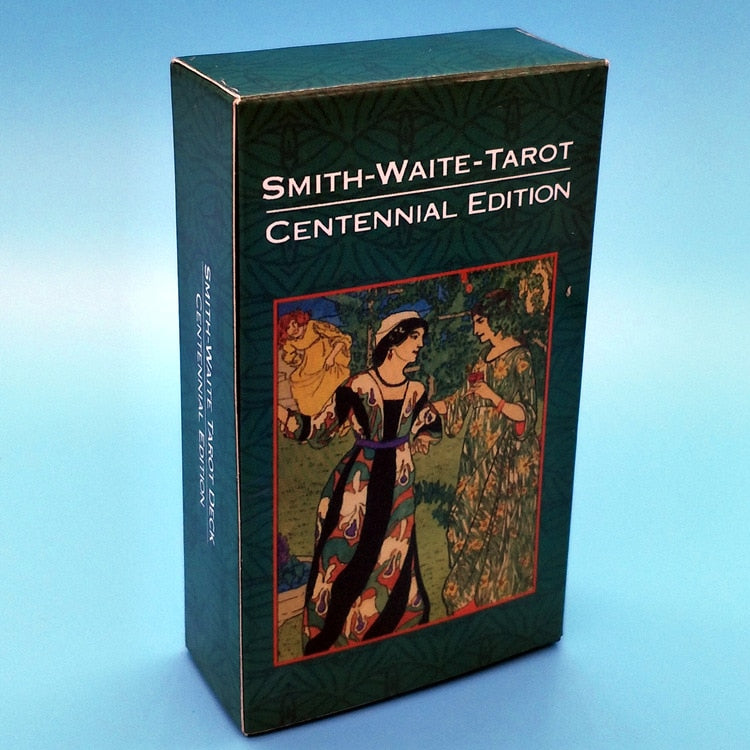 SMITH-WAITE-TAROT
CENTENNIAL EDITION
SMITH-WAITE TAROT DECK
CENTENNIAL EDITION